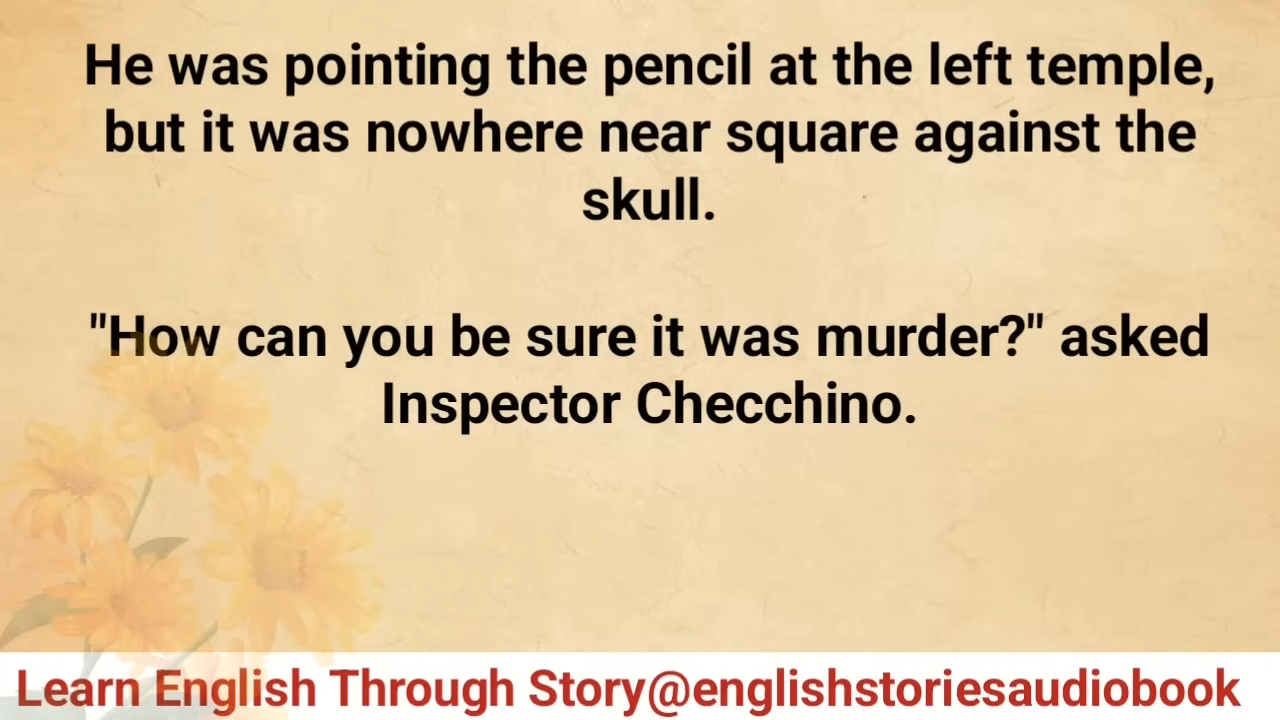 He was pointing the pencil at the left temple,
but it was nowhere near square against the
skull.
"How can you be sure it was murder?" asked
Inspector Checchino.
Learn English Through Story@englishstoriesaudiobook